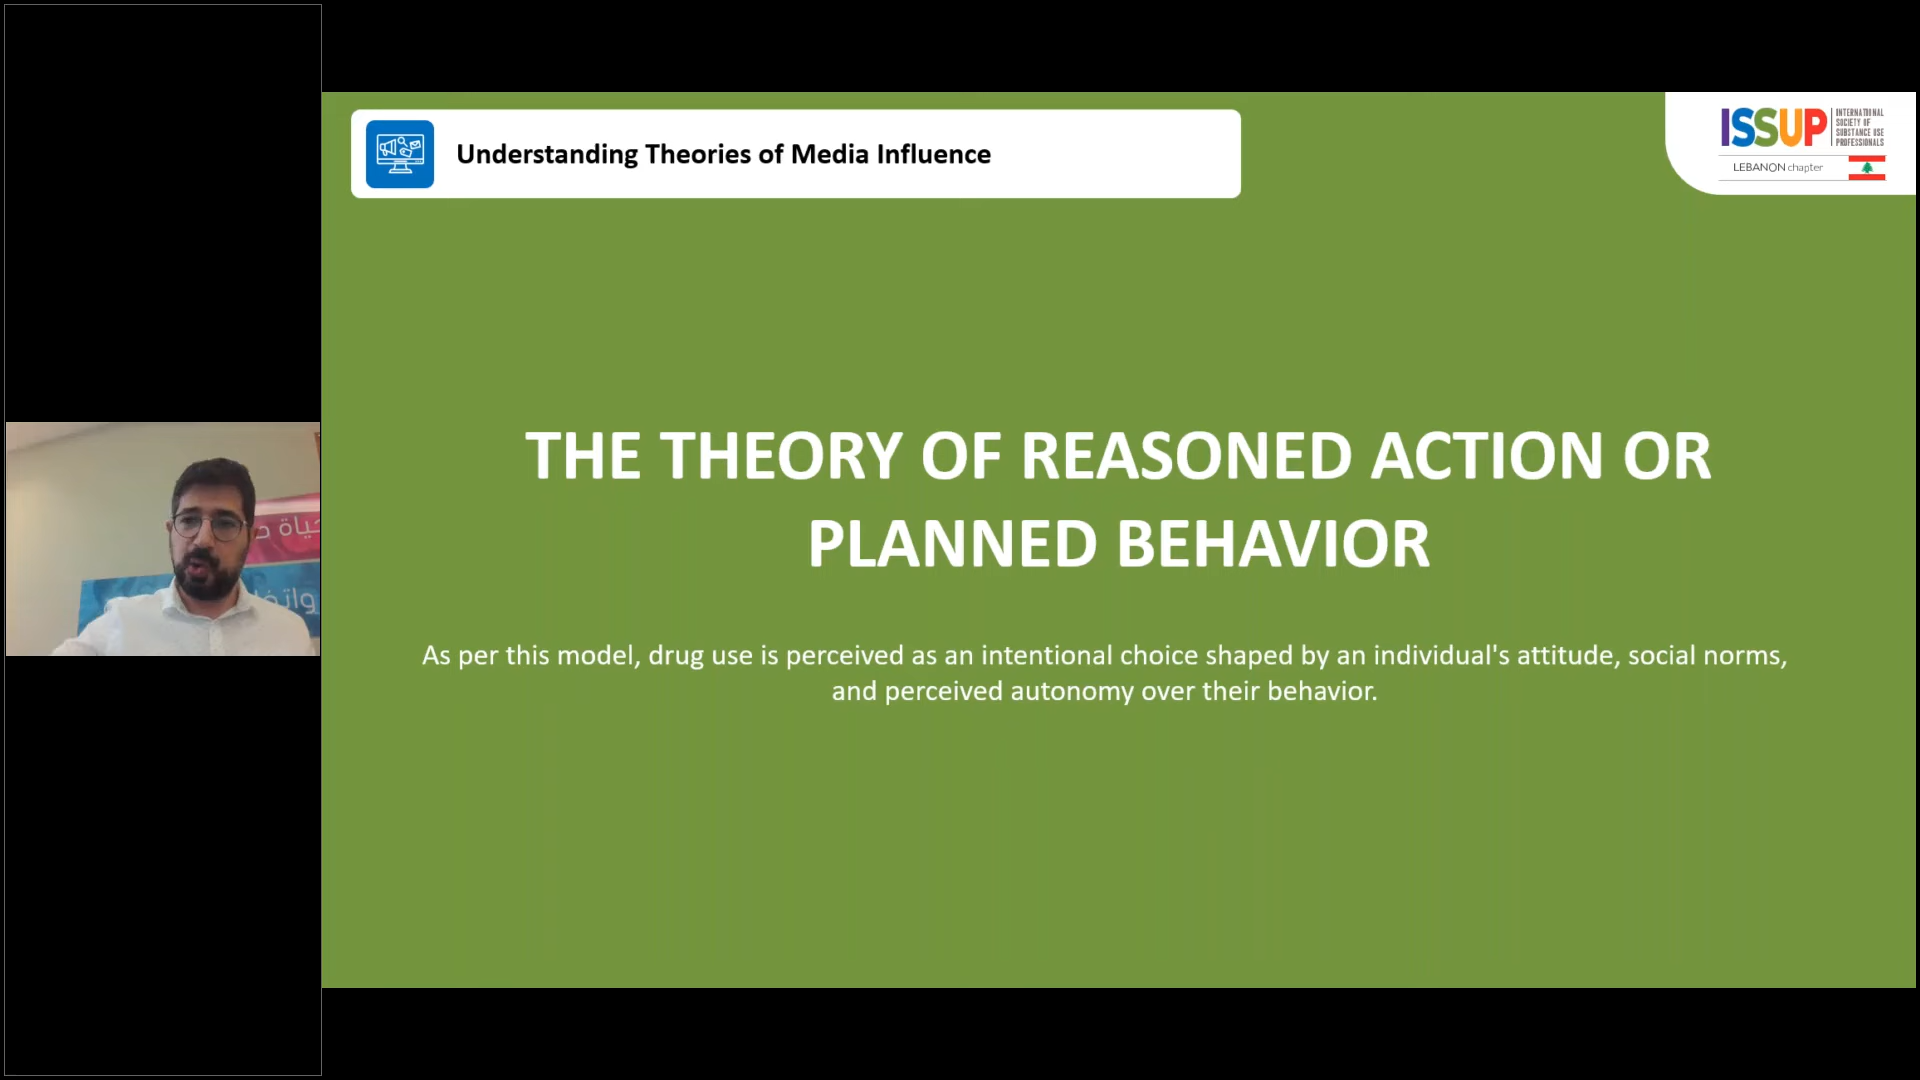 Understanding Theories of Media Influence
ISSUP
INTERNATIONAL
SOCIETY OF
SUBSTANCE USE
PROFESSIONALS
LEBANON chapter
THE THEORY OF REASONED ACTION OR
PLANNED BEHAVIOR
As per this model, drug use is perceived as an intentional choice shaped by an individual's attitude, social norms,
and perceived autonomy over their behavior.